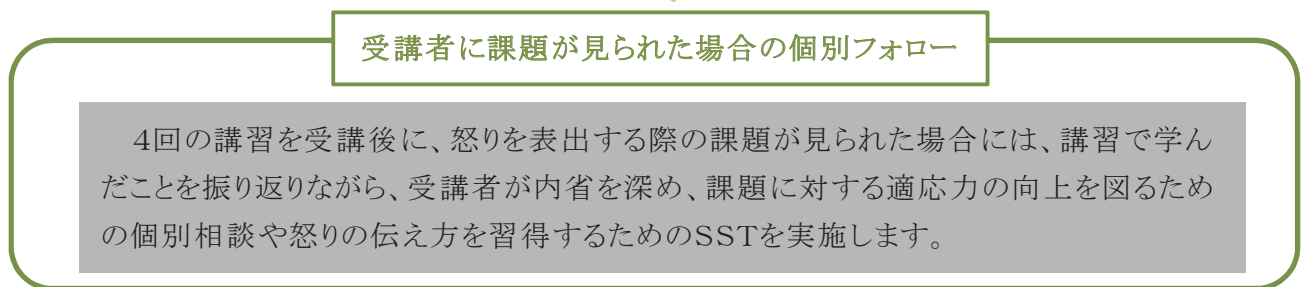 受講者に課題が見られた場合の個別フォロー
4回の講習を受講後に、怒りを表出する際の課題が見られた場合には、講習で学ん
だことを振り返りながら、受講者が内省を深め、課題に対する適応力の向上を図るため
の個別相談や怒りの伝え方を習得するためのSSTを実施します。